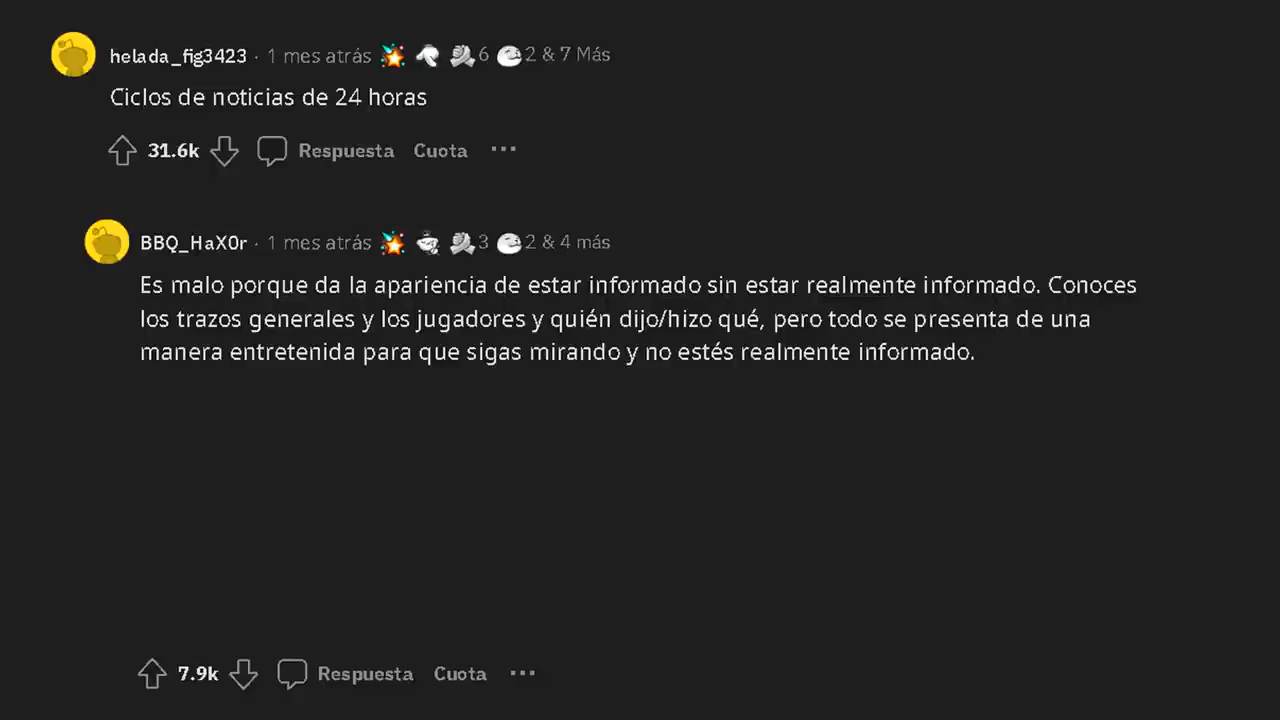 helada_fig3423 · 1 mes atrás 6 2 & 7 Más
Ciclos de noticias de 24 horas
31.6k Respuesta Cuota ···
BBQ_HaX0r · 1 mes atrás 3 2 & 4 más
Es malo porque da la apariencia de estar informado sin estar realmente informado. Conoces
los trazos generales y los jugadores y quién dijo/hizo qué, pero todo se presenta de una
manera entretenida para que sigas mirando y no estés realmente informado.
7.9k Respuesta Cuota ···